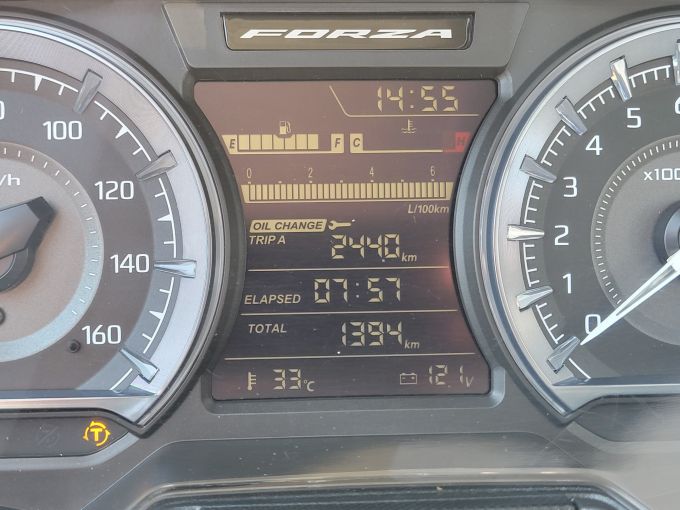 FORZA
14:55
E F C H
0 2 4 6
L/100km
OIL CHANGE
TRIP A 244.0 km
ELAPSED 07:57
TOTAL 1394 km
33°C 12.1 V
100
120
140
160
/h
T
0
1
2
3
4
5
6
x100